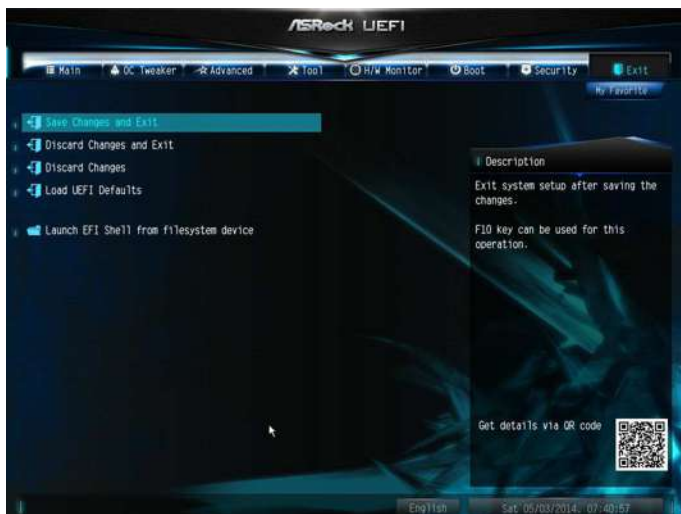 ASRock UEFI
Main OC Tweaker Advanced Tool H/W Monitor Boot Security Exit
My Favorite
Save Changes and Exit
Discard Changes and Exit
Discard Changes
Load UEFI Defaults
Launch EFI Shell from filesystem device
Description
Exit system setup after saving the
changes.
F10 key can be used for this
operation.
Get details via QR code
English Sat 05/03/2014, 07:40:57